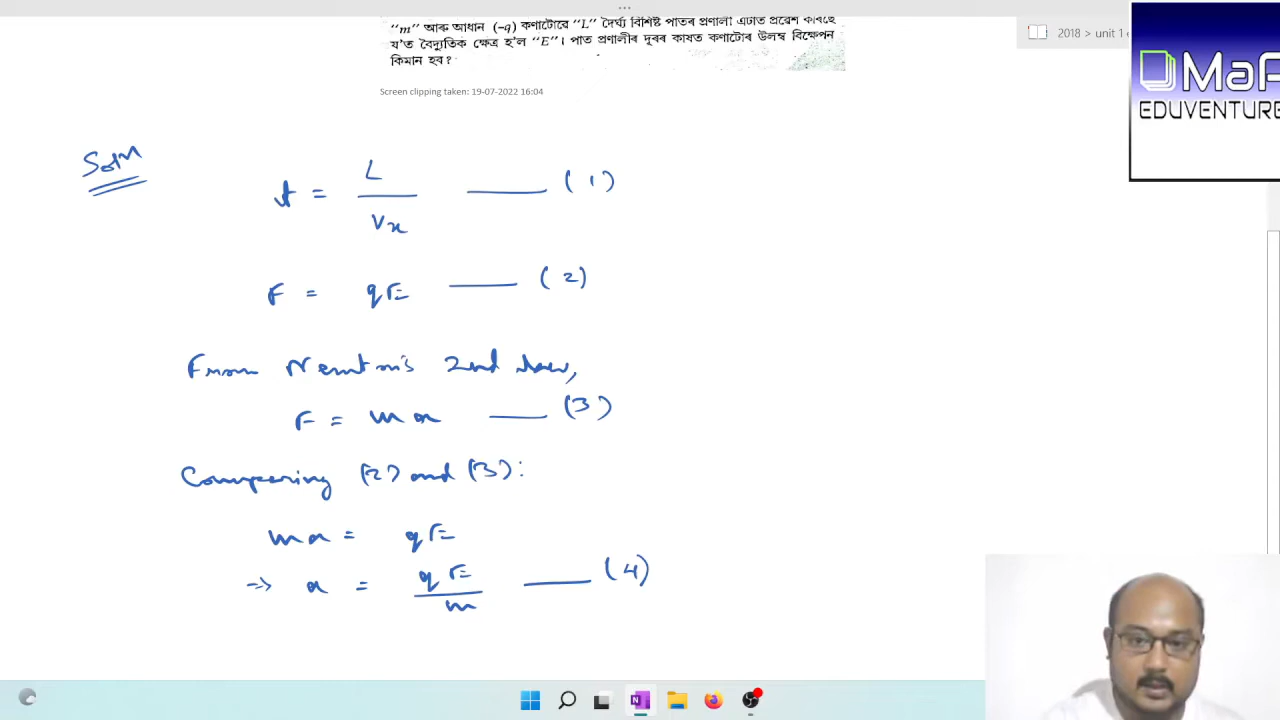 “m” আৰু আধান (-q) কণাটোৱে “L” দৈৰ্ঘ্য বিশিষ্ট পাতৰ প্ৰণালী এটাত প্ৰৱেশ কৰিছে
য'ত বৈদ্যুতিক ক্ষেত্ৰ হ'ল “E”। পাত প্ৰণালীৰ দূৰৰ কাষত কণাটোৰ উলম্ব বিক্ষেপন
কিমান হব?
Screen clipping taken: 19-07-2022 16:04
2018 > unit 1
MaF
EDUVENTURE
Soln
t = L / vx —— (1)
F = qE —— (2)
From Newton's 2nd law,
F = ma —— (3)
Comparing (2) and (3):
ma = qE
=> a = qE / m —— (4)